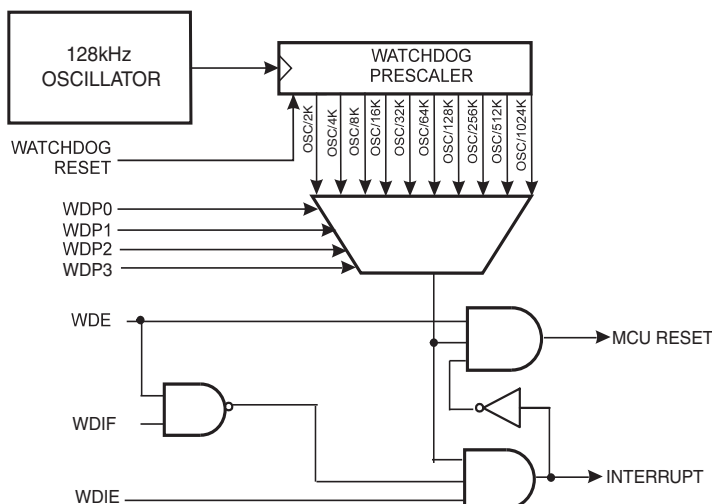 128kHz
OSCILLATOR
WATCHDOG
PRESCALER
OSC/2K
OSC/4K
OSC/8K
OSC/16K
OSC/32K
OSC/64K
OSC/128K
OSC/256K
OSC/512K
OSC/1024K
WATCHDOG
RESET
WDP0
WDP1
WDP2
WDP3
WDE
MCU RESET
WDIF
INTERRUPT
WDIE